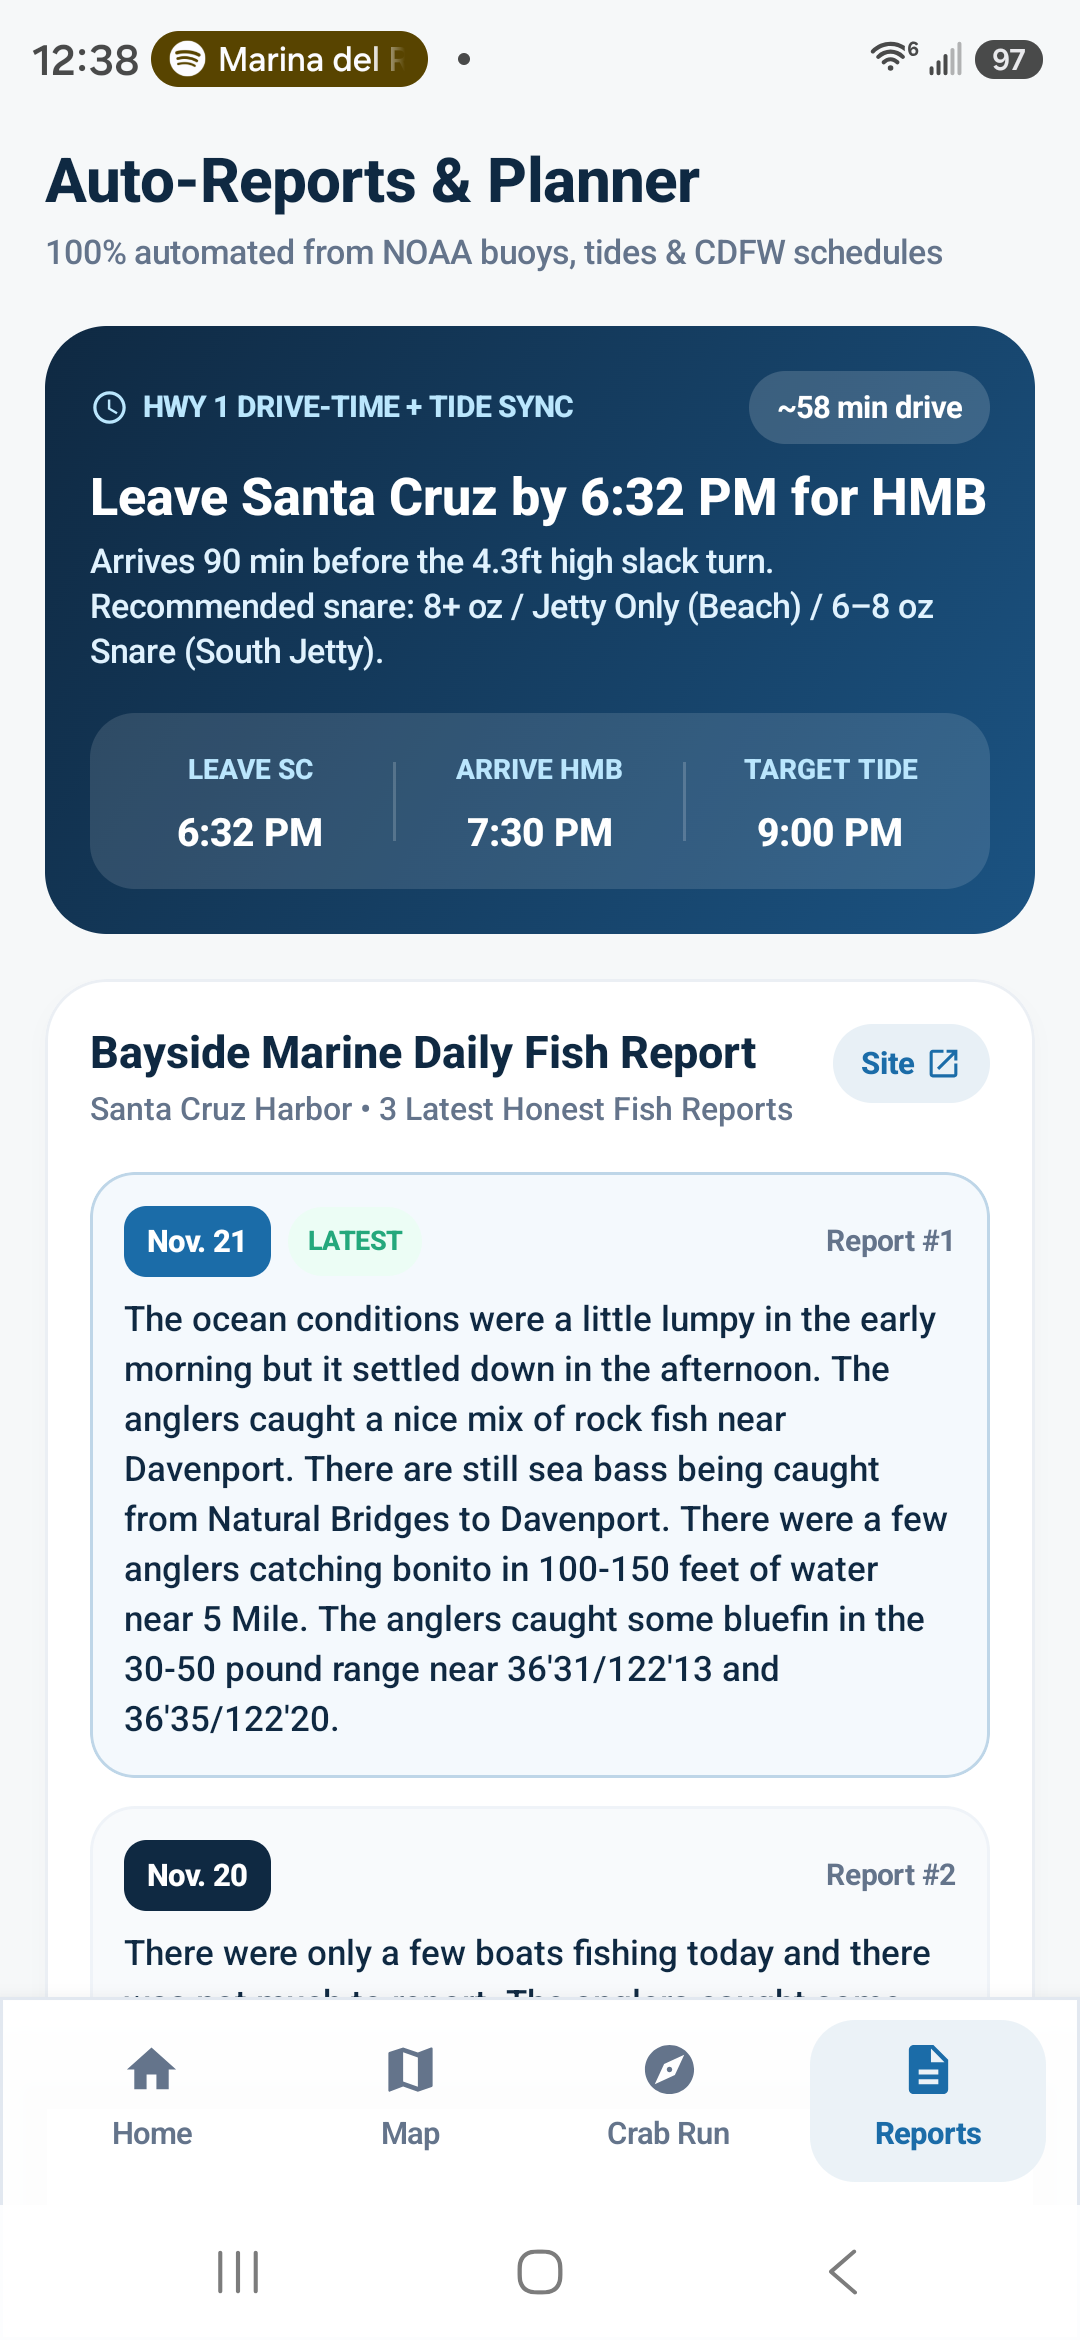 12:38 Marina del
6
97
Auto-Reports & Planner
100% automated from NOAA buoys, tides & CDFW schedules
HWY 1 DRIVE-TIME + TIDE SYNC
~58 min drive
Leave Santa Cruz by 6:32 PM for HMB
Arrives 90 min before the 4.3ft high slack turn.
Recommended snare: 8+ oz / Jetty Only (Beach) / 6–8 oz
Snare (South Jetty).
LEAVE SC
6:32 PM
ARRIVE HMB
7:30 PM
TARGET TIDE
9:00 PM
Bayside Marine Daily Fish Report
Site
Santa Cruz Harbor • 3 Latest Honest Fish Reports
Nov. 21 LATEST Report #1
The ocean conditions were a little lumpy in the early
morning but it settled down in the afternoon. The
anglers caught a nice mix of rock fish near
Davenport. There are still sea bass being caught
from Natural Bridges to Davenport. There were a few
anglers catching bonito in 100-150 feet of water
near 5 Mile. The anglers caught some bluefin in the
30-50 pound range near 36'31/122'13 and
36'35/122'20.
Nov. 20 Report #2
There were only a few boats fishing today and there
Home
Map
Crab Run
Reports